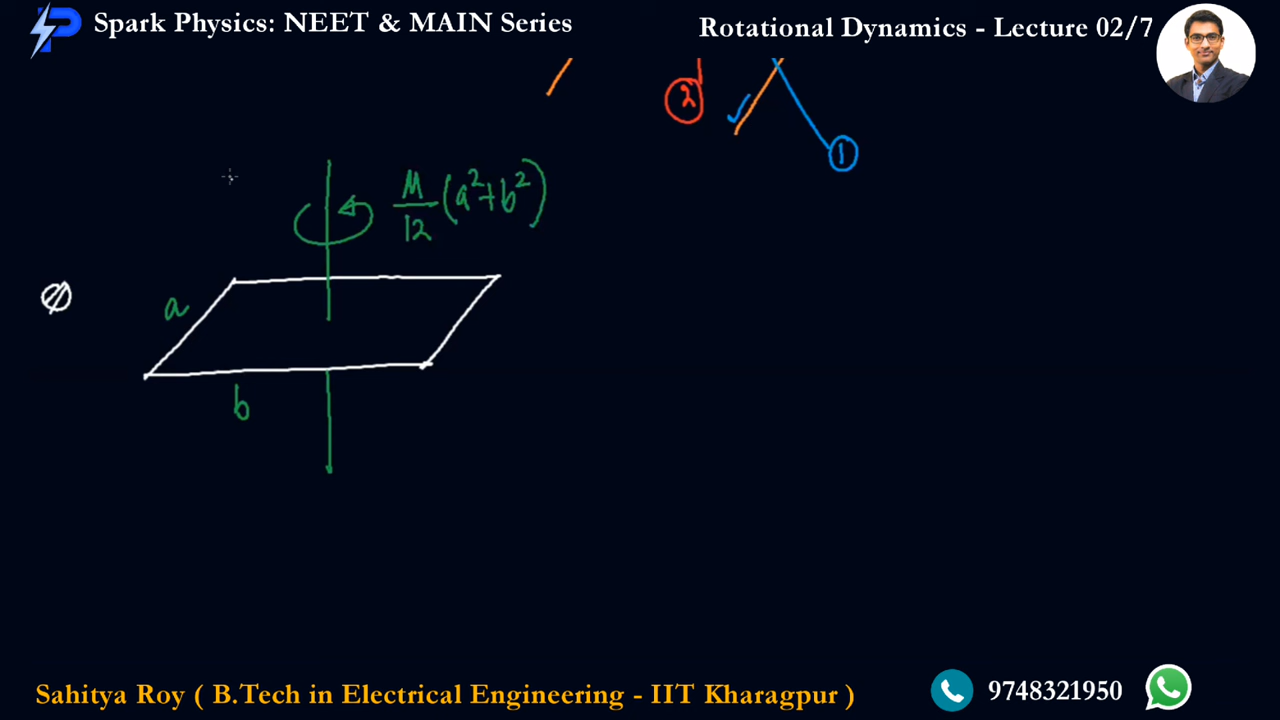 Spark Physics: NEET & MAIN Series
Rotational Dynamics - Lecture 02/7
2
1
M/12 (a²+b²)
a
b
Sahitya Roy ( B.Tech in Electrical Engineering - IIT Kharagpur )
9748321950